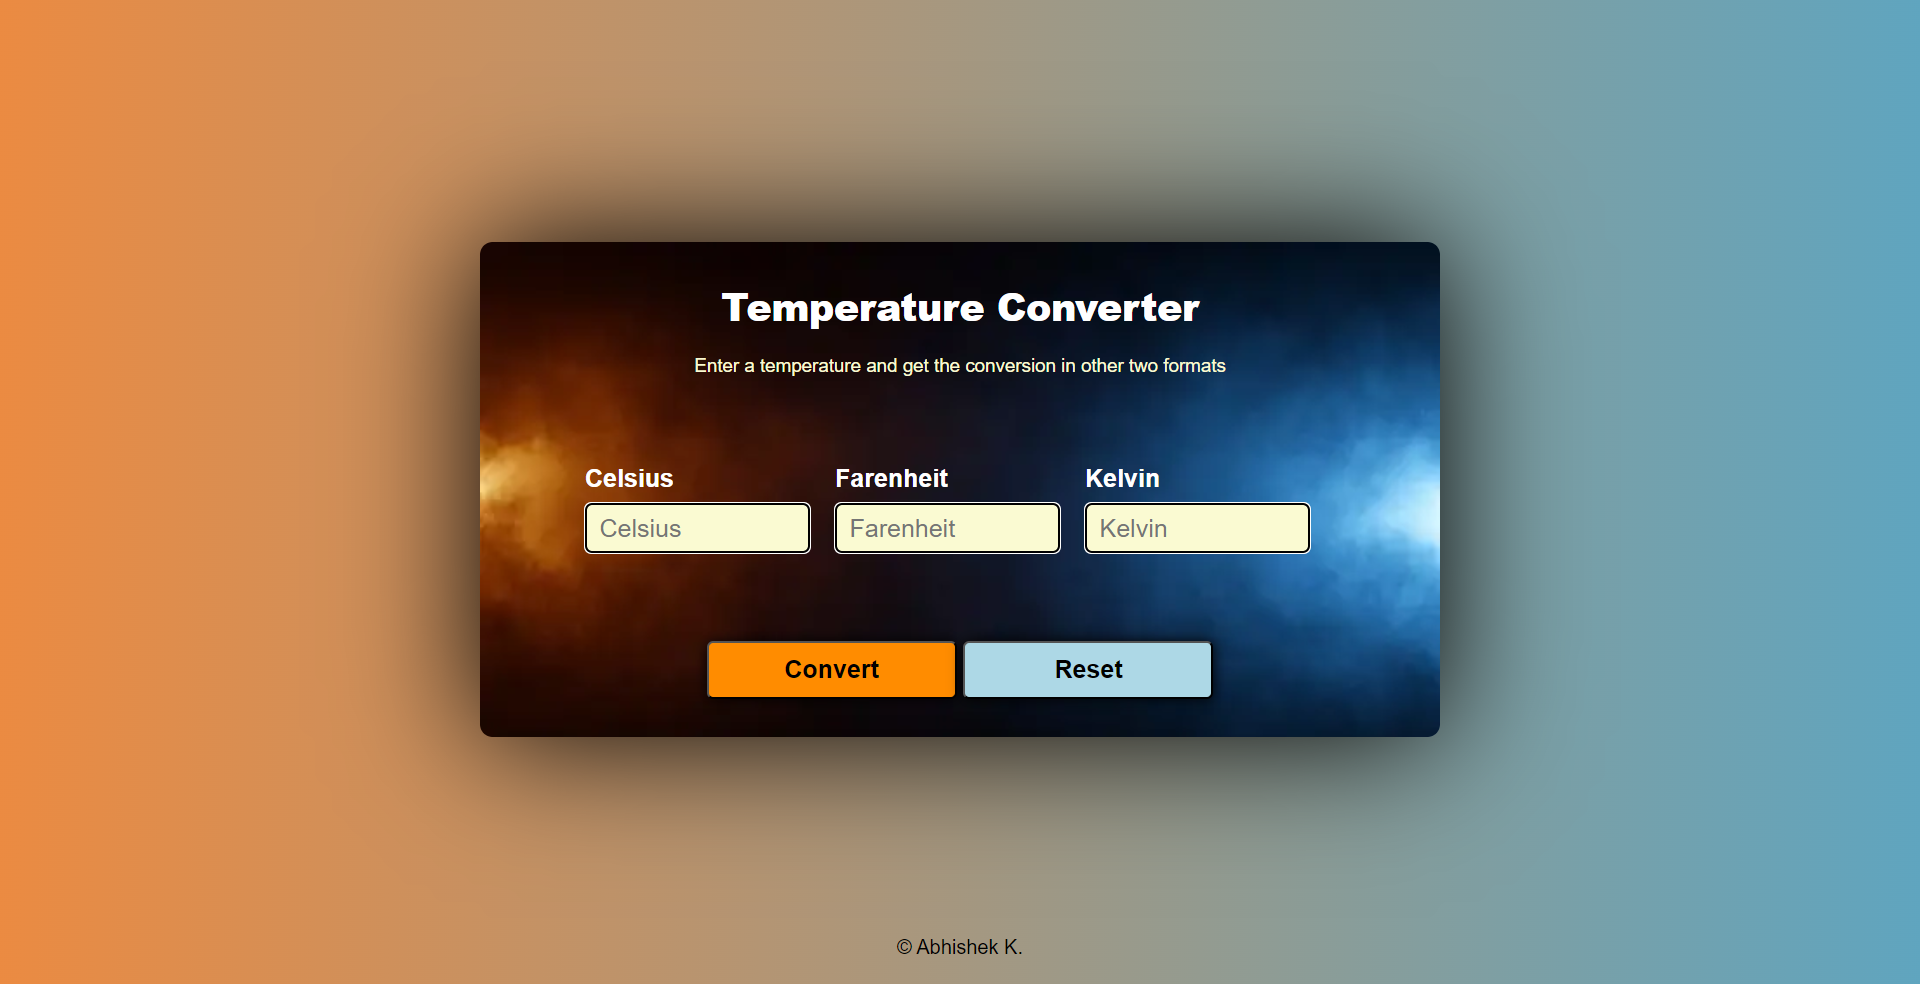 Temperature Converter
Enter a temperature and get the conversion in other two formats
Celsius Farenheit Kelvin
Celsius Farenheit Kelvin
Convert Reset
© Abhishek K.